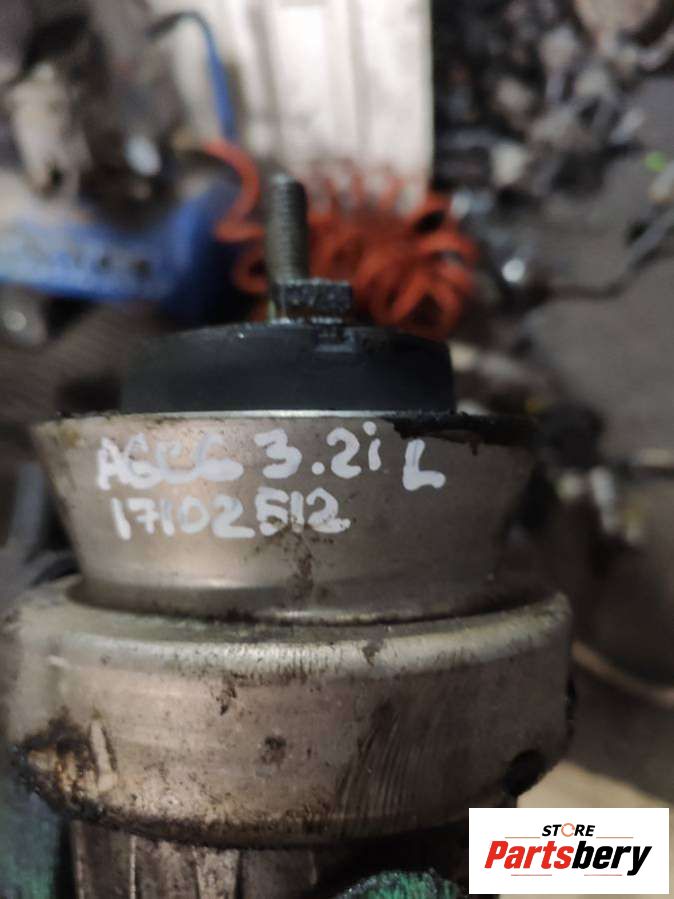 A6C6 3.2i L
17102512
STORE
Partsbery